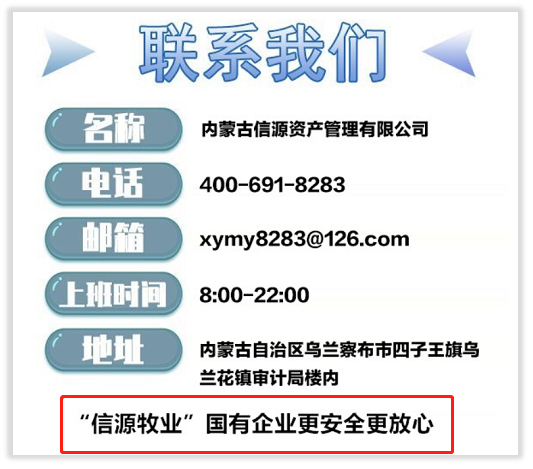 联系我们
名称 内蒙古信源资产管理有限公司
电话 400-691-8283
邮箱 xymy8283@126.com
上班时间 8:00-22:00
地址 内蒙古自治区乌兰察布市四子王旗乌
兰花镇审计局楼内
“信源牧业”国有企业更安全更放心